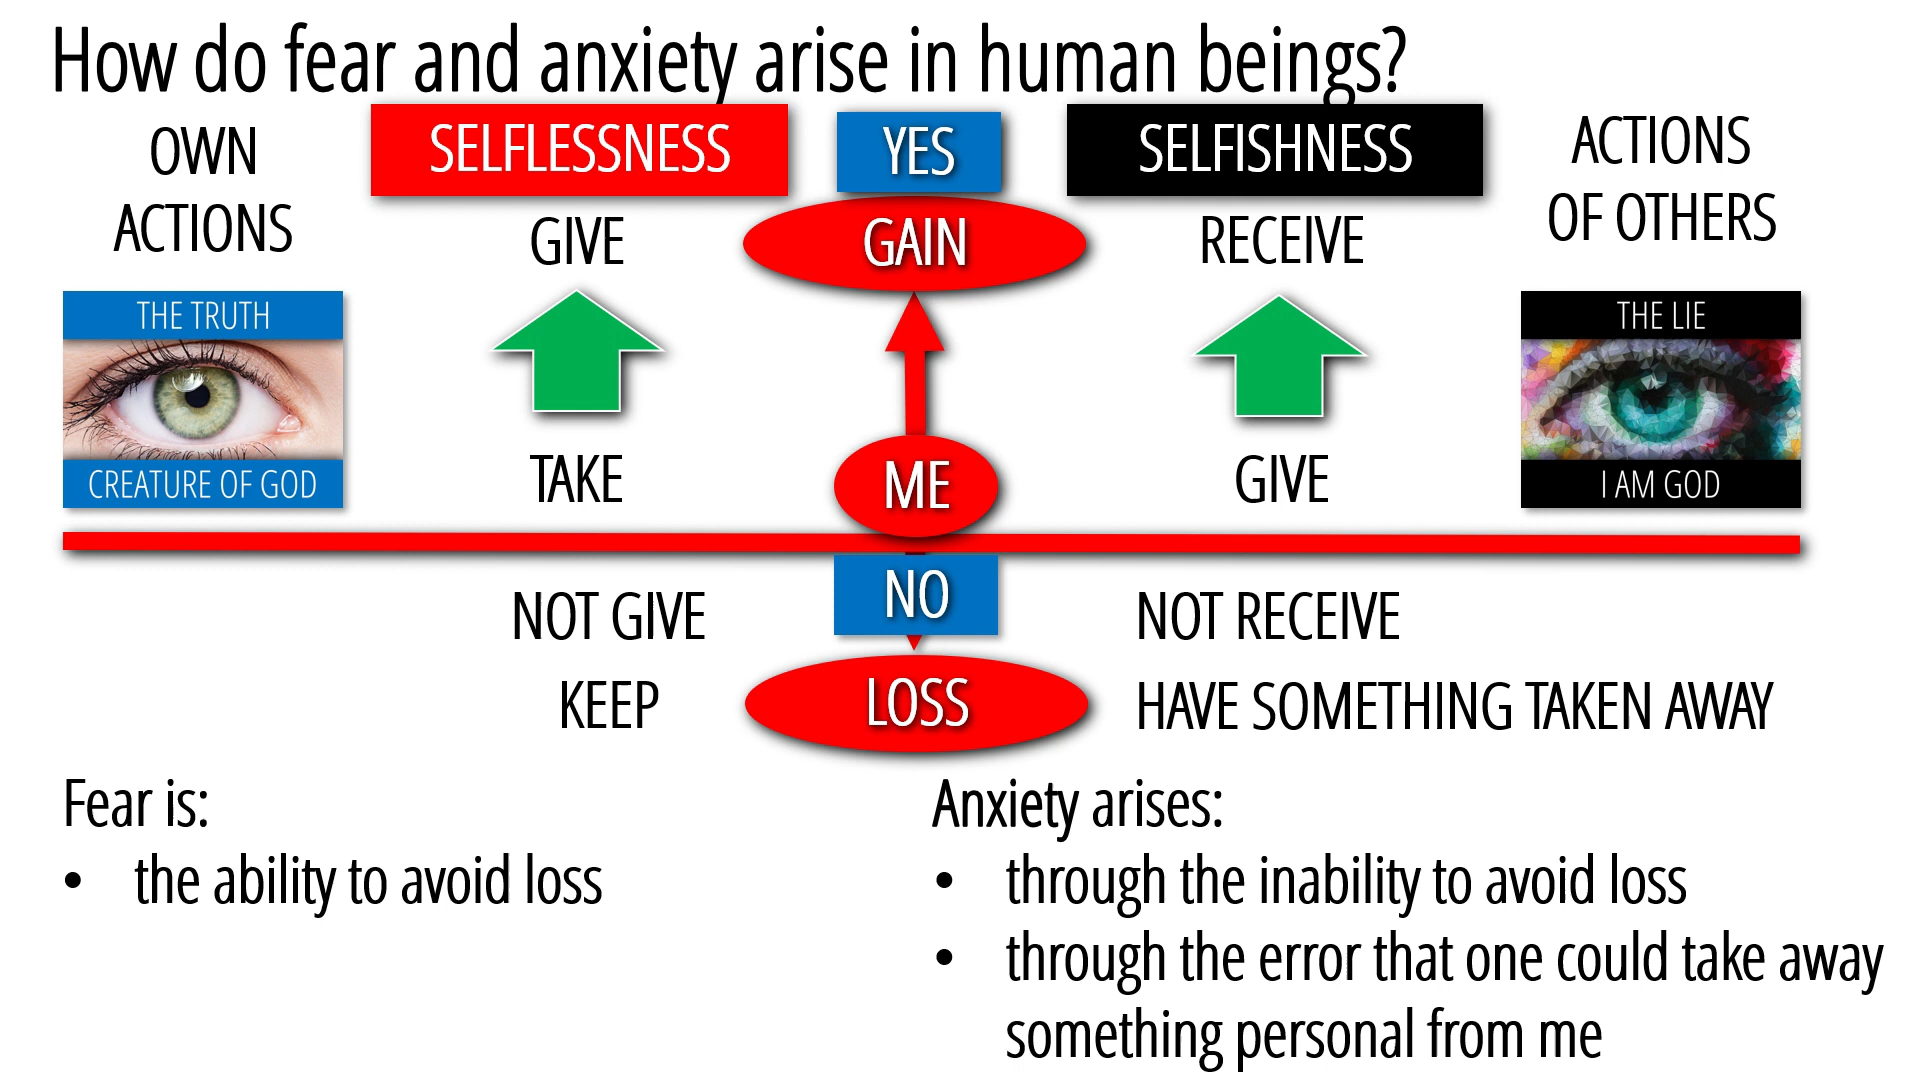 How do fear and anxiety arise in human beings?
OWN
ACTIONS
SELFLESSNESS
YES
SELFISHNESS
ACTIONS
OF OTHERS
GIVE
GAIN
RECEIVE
THE TRUTH
CREATURE OF GOD
THE LIE
I AM GOD
TAKE
ME
GIVE
NOT GIVE
NO
NOT RECEIVE
KEEP
LOSS
HAVE SOMETHING TAKEN AWAY
Fear is:
• the ability to avoid loss
Anxiety arises:
• through the inability to avoid loss
• through the error that one could take away
something personal from me